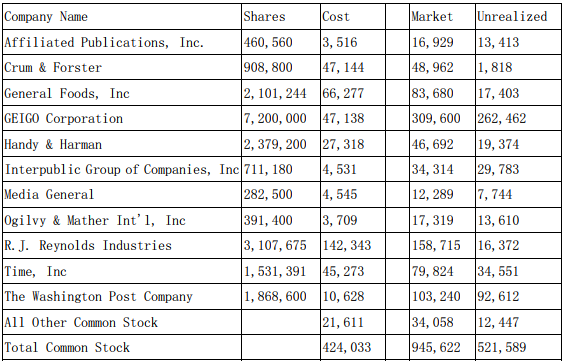 Company Name Shares Cost Market Unrealized
Affiliated Publications, Inc. 460,560 3,516 16,929 13,413
Crum & Forster 908,800 47,144 48,962 1,818
General Foods, Inc 2,101,244 66,277 83,680 17,403
GEIGO Corporation 7,200,000 47,138 309,600 262,462
Handy & Harman 2,379,200 27,318 46,692 19,374
Interpublic Group of Companies, Inc 711,180 4,531 34,314 29,783
Media General 282,500 4,545 12,289 7,744
Ogilvy & Mather Int'l, Inc 391,400 3,709 17,319 13,610
R.J. Reynolds Industries 3,107,675 142,343 158,715 16,372
Time, Inc 1,531,391 45,273 79,824 34,551
The Washington Post Company 1,868,600 10,628 103,240 92,612
All Other Common Stock 21,611 34,058 12,447
Total Common Stock 424,033 945,622 521,589